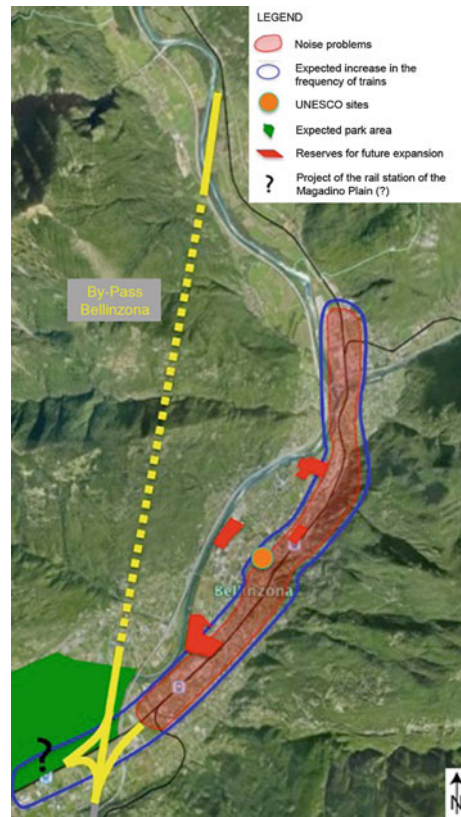 LEGEND
Noise problems
Expected increase in the
frequency of trains
UNESCO sites
Expected park area
Reserves for future expansion
?
Project of the rail station of the
Magadino Plain (?)
By-Pass
Bellinzona
Bellinzona
?
N